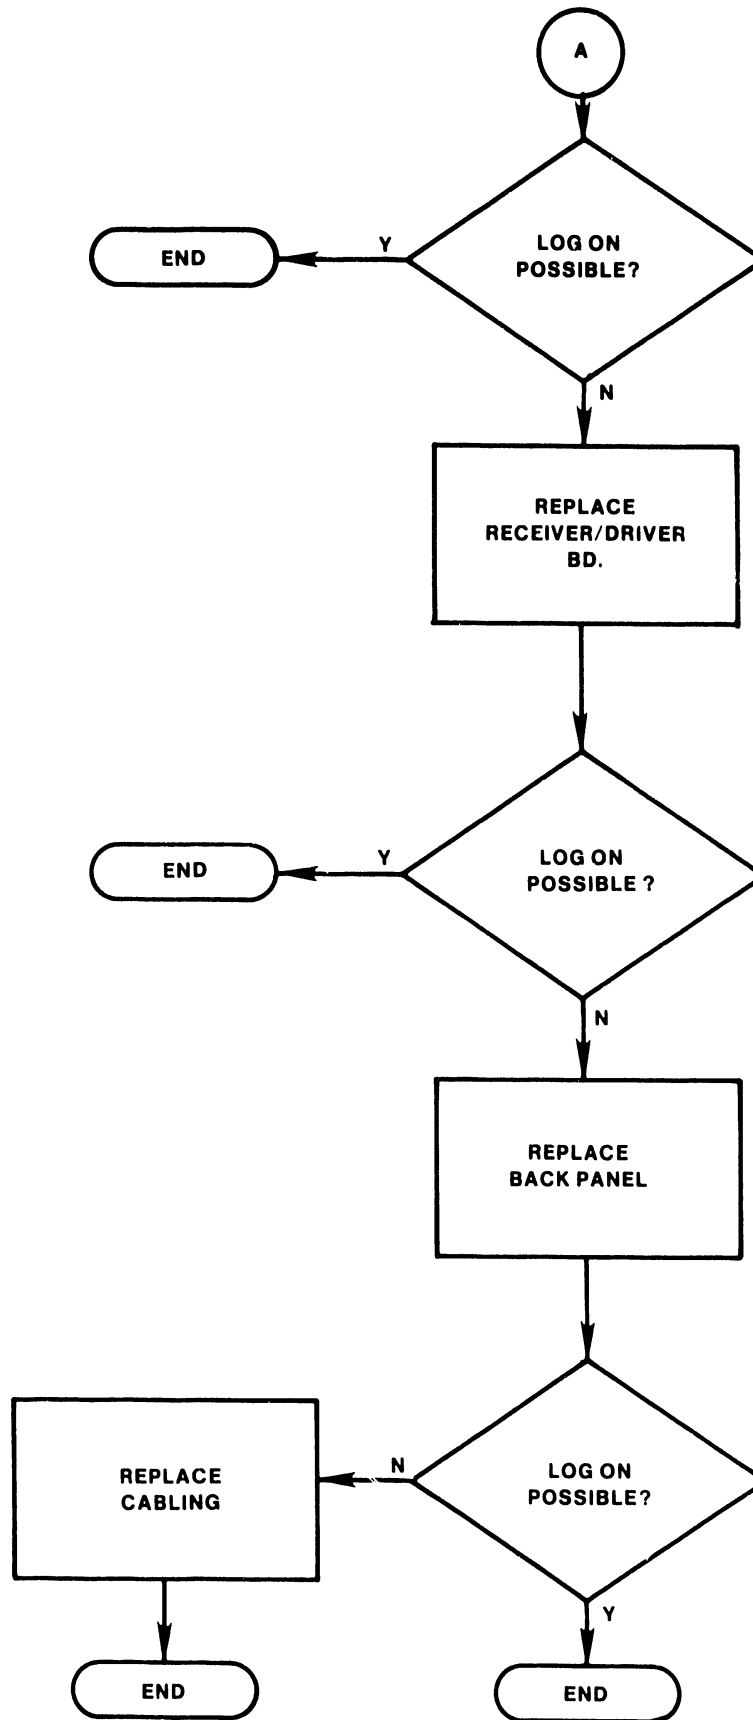 A
LOG ON
POSSIBLE?
Y
END
N
REPLACE
RECEIVER/DRIVER
BD.
LOG ON
POSSIBLE ?
Y
END
N
REPLACE
BACK PANEL
LOG ON
POSSIBLE?
N
REPLACE
CABLING
Y
END
END